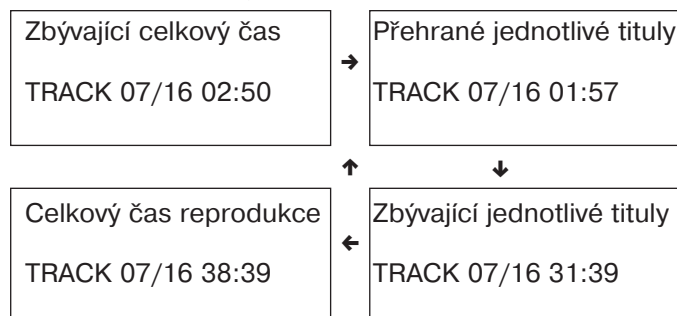 Zbývající celkový čas
TRACK 07/16 02:50
Přehrané jednotlivé tituly
TRACK 07/16 01:57
Celkový čas reprodukce
TRACK 07/16 38:39
Zbývající jednotlivé tituly
TRACK 07/16 31:39